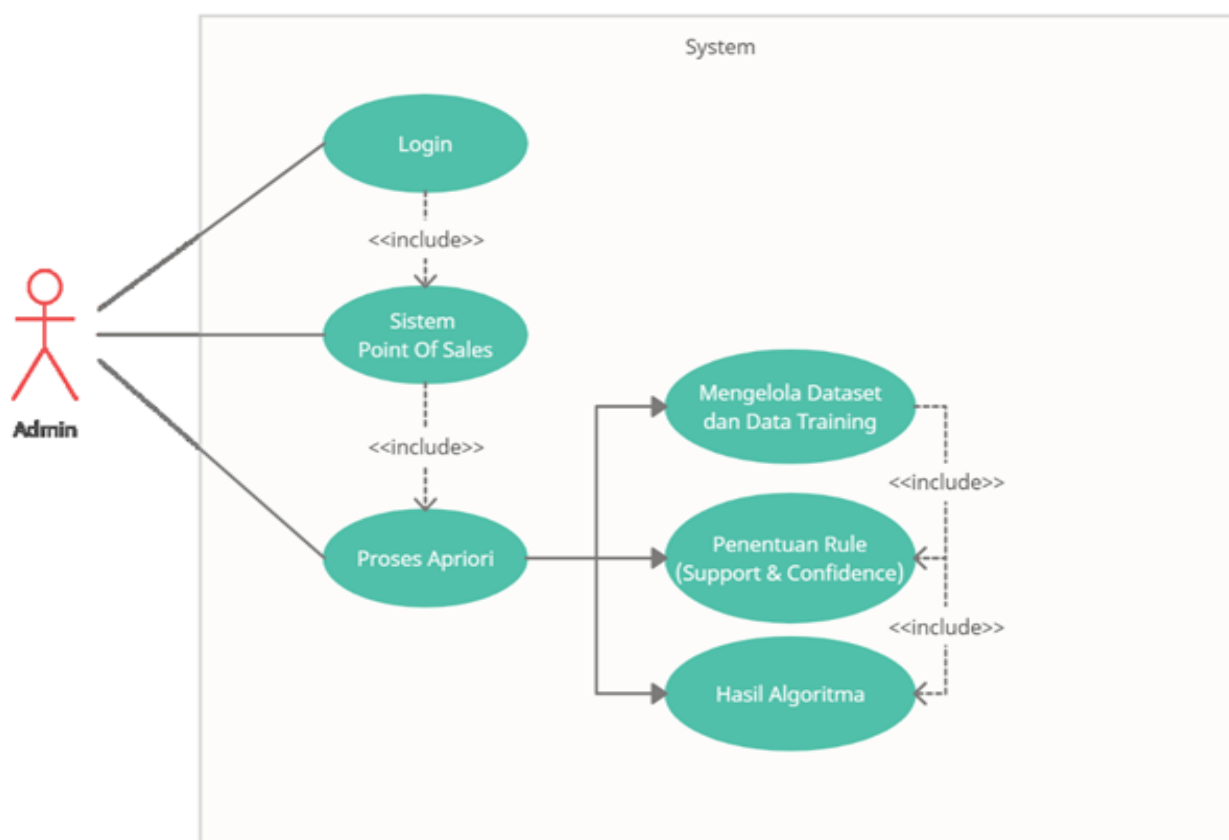 System
Login
<<include>>
Sistem
Point Of Sales
<<include>>
Proses Apriori
Admin
Mengelola Dataset
dan Data Training
<<include>>
Penentuan Rule
(Support & Confidence)
<<include>>
Hasil Algoritma